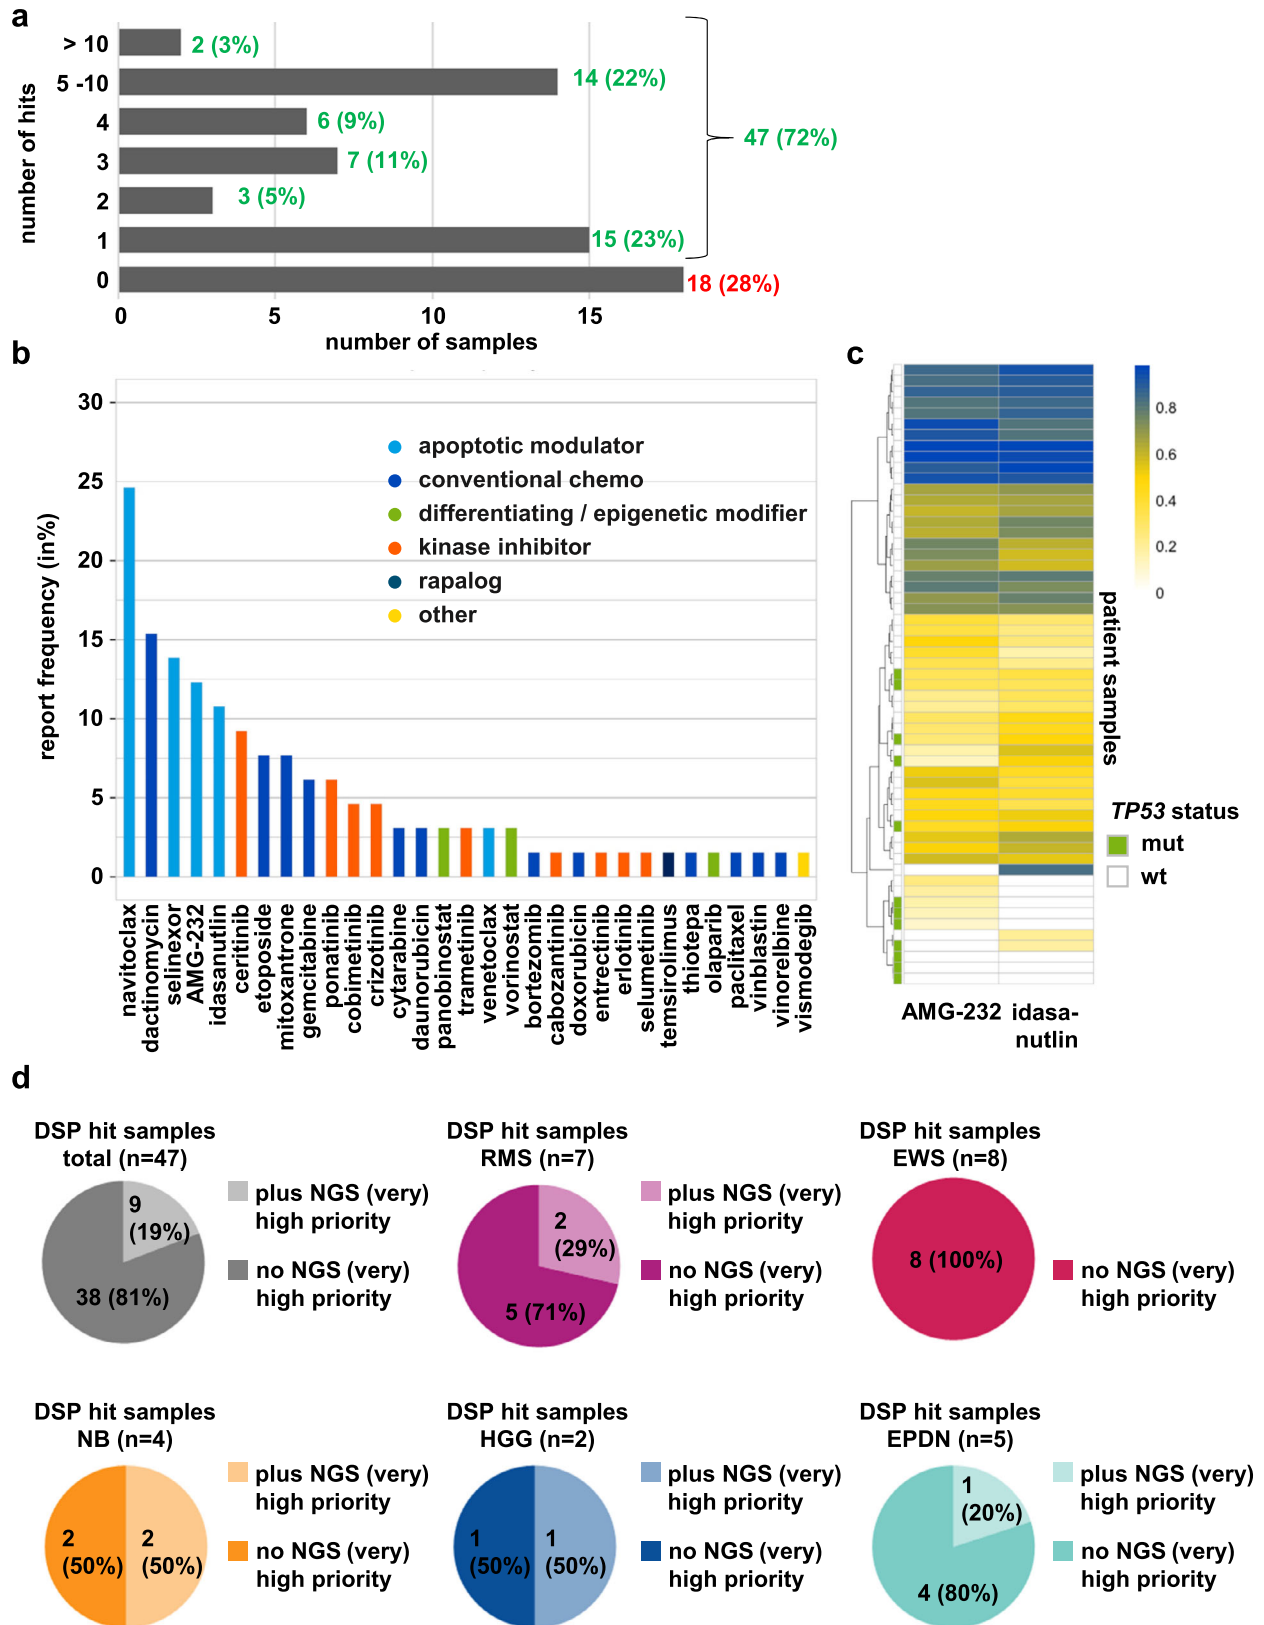 a
number of hits
> 10
2 (3%)
5 -10
14 (22%)
4
6 (9%)
47 (72%)
3
7 (11%)
2
3 (5%)
1
15 (23%)
0
18 (28%)
0 5 10 15
number of samples
b
report frequency (in%)
30
25
20
15
10
5
0
apoptotic modulator
conventional chemo
differentiating / epigenetic modifier
kinase inhibitor
rapalog
other
navitoclax
dactinomycin
selinexor
AMG-232
idasanutlin
ceritinib
etoposide
mitoxantrone
gemcitabine
ponatinib
cobimetinib
crizotinib
cytarabine
daunorubicin
panobinostat
trametinib
venetoclax
vorinostat
bortezomib
cabozantinib
doxorubicin
entrectinib
erlotinib
selumetinib
temsirolimus
thiotepa
olaparib
paclitaxel
vinblastin
vinorelbine
vismodegib
c
0.8
0.6
0.4
0.2
0
patient samples
TP53 status
mut
wt
AMG-232
idasa-
nutlin
d
DSP hit samples
total (n=47)
9
(19%)
38 (81%)
plus NGS (very)
high priority
no NGS (very)
high priority
DSP hit samples
RMS (n=7)
2
(29%)
5 (71%)
plus NGS (very)
high priority
no NGS (very)
high priority
DSP hit samples
EWS (n=8)
8 (100%)
no NGS (very)
high priority
DSP hit samples
NB (n=4)
2
(50%)
2
(50%)
plus NGS (very)
high priority
no NGS (very)
high priority
DSP hit samples
HGG (n=2)
1
(50%)
1
(50%)
plus NGS (very)
high priority
no NGS (very)
high priority
DSP hit samples
EPDN (n=5)
1
(20%)
4 (80%)
plus NGS (very)
high priority
no NGS (very)
high priority